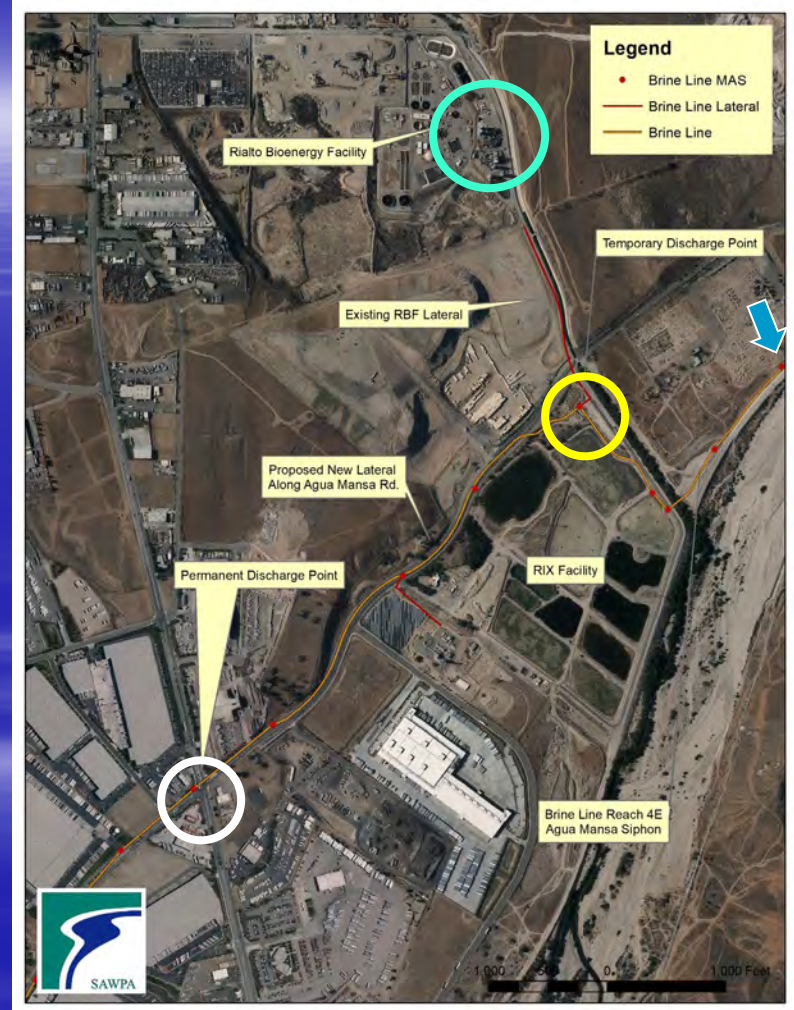 Legend
Brine Line MAS
Brine Line Lateral
Brine Line
Rialto Bioenergy Facility
Temporary Discharge Point
Existing RBF Lateral
Proposed New Lateral
Along Agua Mansa Rd.
RIX Facility
Permanent Discharge Point
Brine Line Reach 4E
Agua Mansa Siphon
SAWPA
1,000 500 0 1,000 Feet